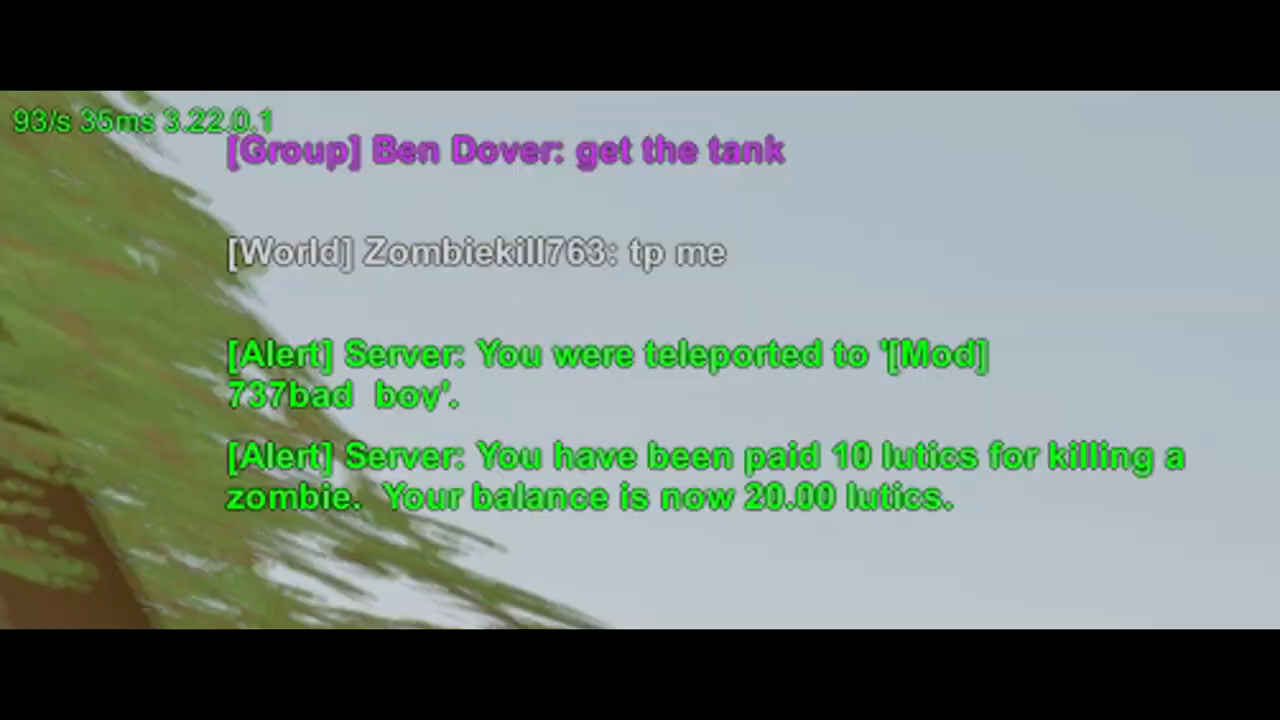 93/s 35ms 3.22.0.1
[Group] Ben Dover: get the tank
[World] Zombiekill763: tp me
[Alert] Server: You were teleported to '[Mod]
737bad boy'.
[Alert] Server: You have been paid 10 lutics for killing a
zombie. Your balance is now 20.00 lutics.